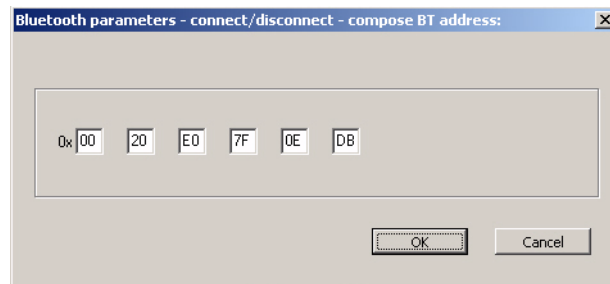 Bluetooth parameters - connect/disconnect - compose BT address:
0x 00 20 E0 7F 0E DB
OK Cancel